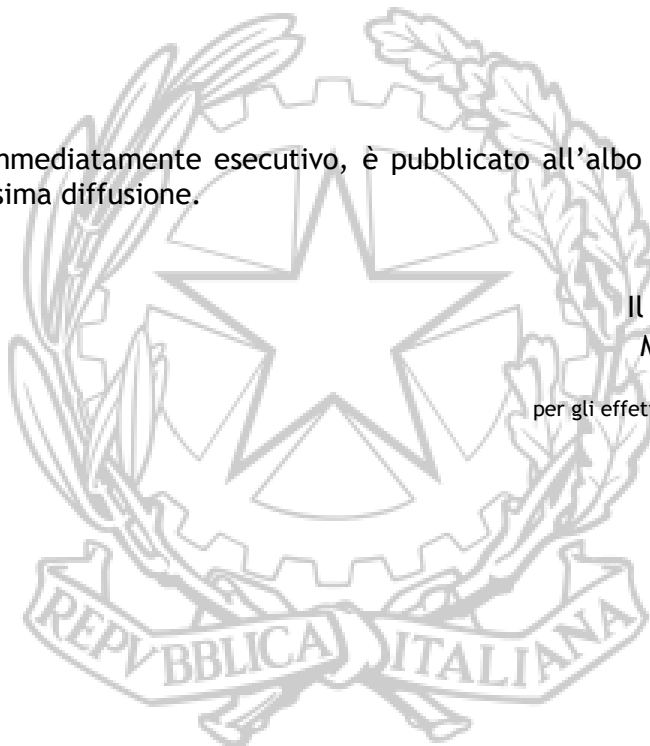 mmediatamente esecutivo, è pubblicato all’albo
sima diffusione.
Il
per gli effet
REPVBBLICA ITALIANA